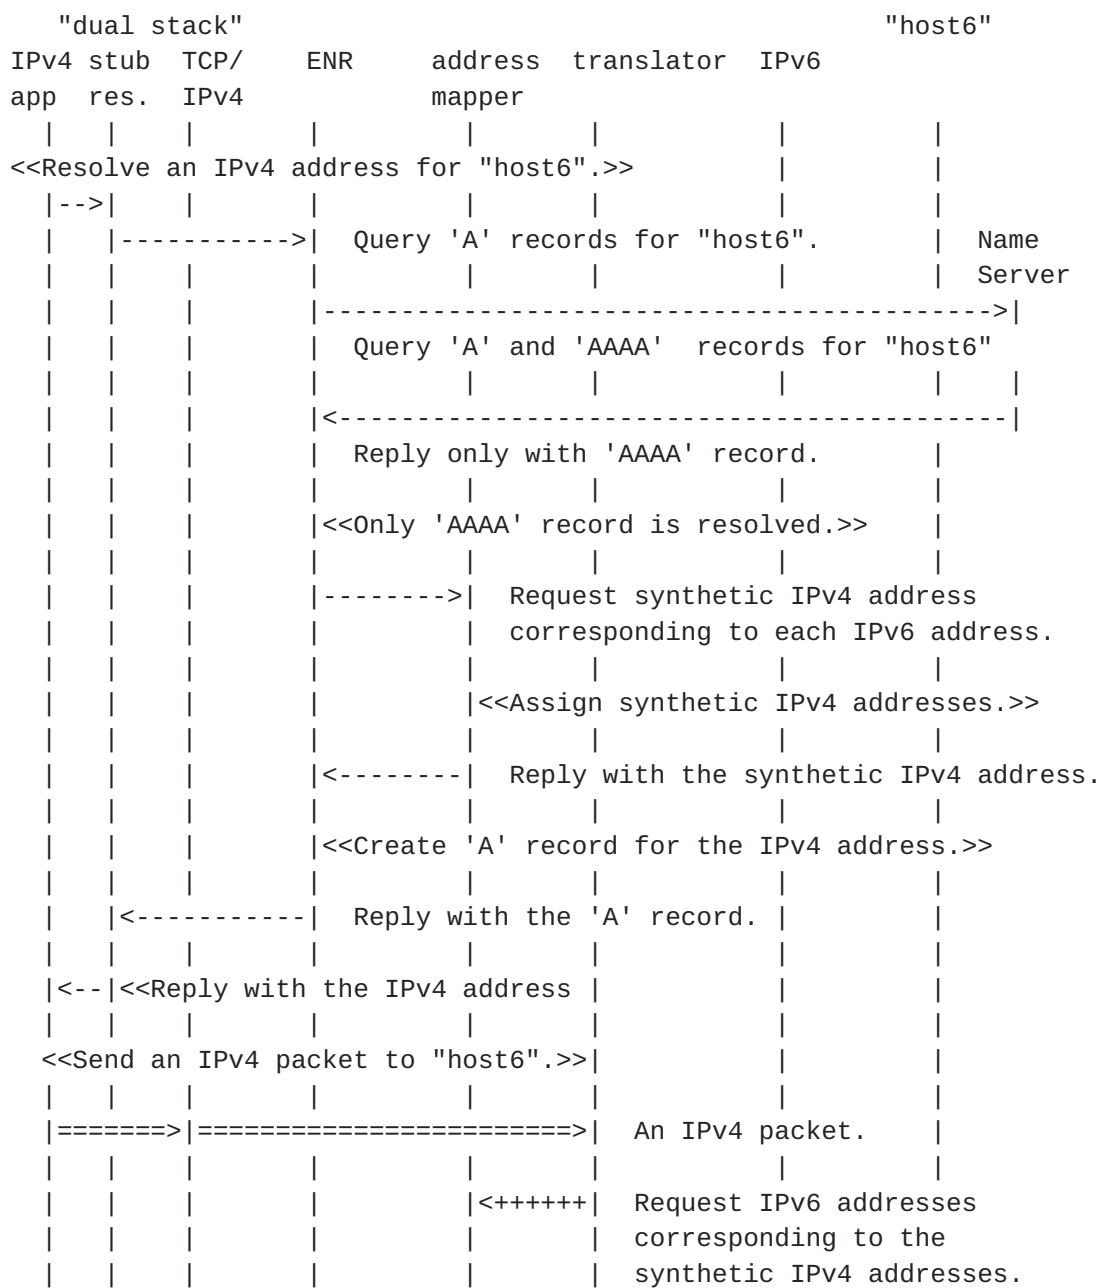 "dual stack"                                         "host6"
IPv4 stub  TCP/    ENR     address  translator  IPv6
app  res.  IPv4            mapper
  |   |    |       |         |       |           |         |
<<Resolve an IPv4 address for "host6".>>         |         |
  |-->|    |       |         |       |           |         |
  |   |----------->|  Query 'A' records for "host6".       |  Name
  |   |    |       |         |       |           |         |  Server
  |   |    |       |------------------------------------------->|
  |   |    |       |  Query 'A' and 'AAAA'  records for "host6"
  |   |    |       |         |       |           |         |    |
  |   |    |       |<-------------------------------------------|
  |   |    |       |  Reply only with 'AAAA' record.       |
  |   |    |       |         |       |           |         |
  |   |    |       |<<Only 'AAAA' record is resolved.>>    |
  |   |    |       |         |       |           |         |
  |   |    |       |-------->|  Request synthetic IPv4 address
  |   |    |       |         |  corresponding to each IPv6 address.
  |   |    |       |         |       |           |         |
  |   |    |       |         |<<Assign synthetic IPv4 addresses.>>
  |   |    |       |         |       |           |         |
  |   |    |       |<--------|  Reply with the synthetic IPv4 address.
  |   |    |       |         |       |           |         |
  |   |    |       |<<Create 'A' record for the IPv4 address.>>
  |   |    |       |         |       |           |         |
  |   |<-----------|  Reply with the 'A' record. |         |
  |   |    |       |         |       |           |         |
  |<--|<<Reply with the IPv4 address |           |         |
  |   |    |       |         |       |           |         |
  <<Send an IPv4 packet to "host6".>>|           |         |
  |   |    |       |         |       |           |         |
  |=======>|========================>|  An IPv4 packet.    |
  |   |    |       |         |       |           |         |
  |   |    |       |         |<++++++|  Request IPv6 addresses
  |   |    |       |         |       |  corresponding to the
  |   |    |       |         |       |  synthetic IPv4 addresses.